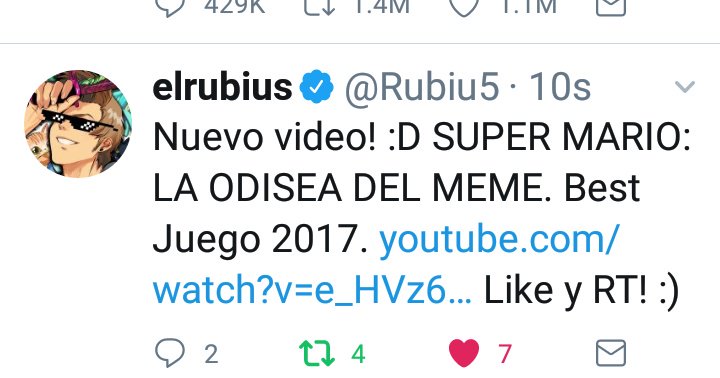 429K 1.4M 1.1M
elrubius @Rubiu5 · 10s
Nuevo video! :D SUPER MARIO:
LA ODISEA DEL MEME. Best
Juego 2017. youtube.com/
watch?v=e_HVz6... Like y RT! :)
2 4 7